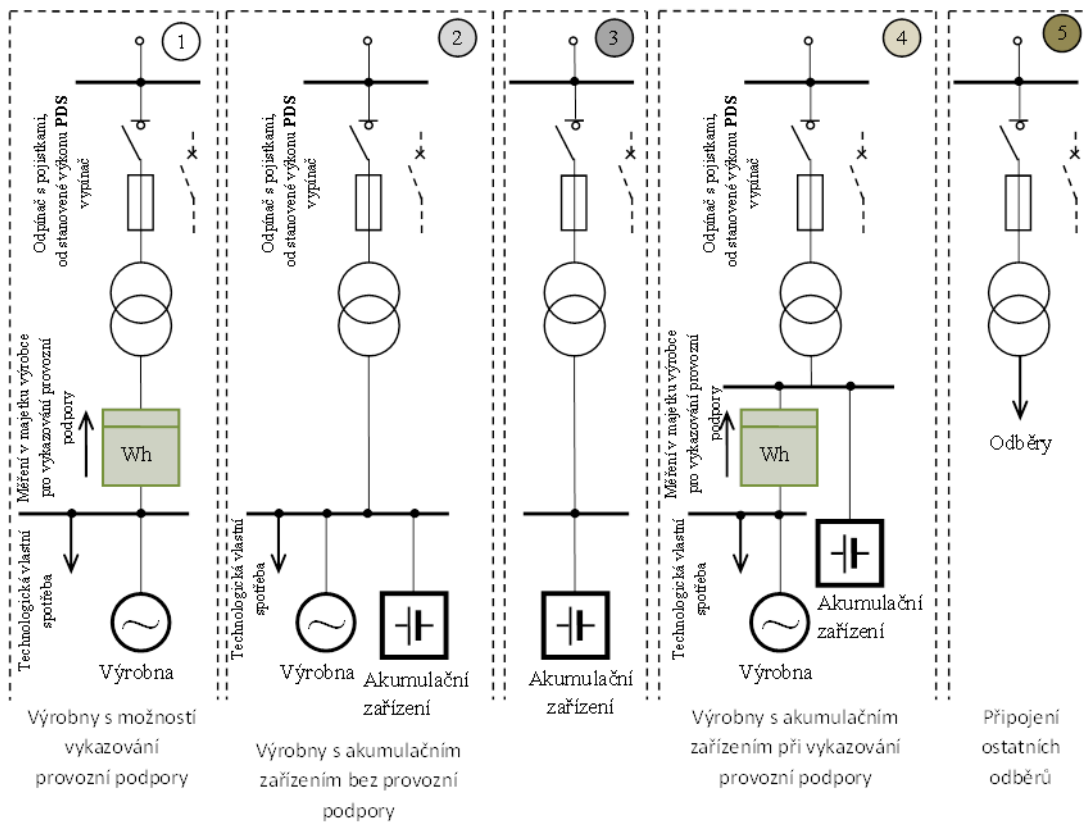 1
Odpínač s pojistkami,
od stanovené výkonu PDS
vypínač
Měření v majetku výrobce
pro vykazování provozní
podpory
Wh
Technologická vlastní
spotřeba
Výrobna
Výrobny s možností
vykazování
provozní podpory
2
Odpínač s pojistkami,
od stanovené výkonu PDS
vypínač
Technologická vlastní
spotřeba
Výrobna
Akumulační
zařízení
Výrobny s akumulačním
zařízením bez provozní
podpory
3
Akumulační
zařízení
4
Odpínač s pojistkami,
od stanovené výkonu PDS
vypínač
Měření v majetku výrobce
pro vykazování provozní
podpory
Wh
Technologická vlastní
spotřeba
Výrobna
Akumulační
zařízení
Výrobny s akumulačním
zařízením při vykazování
provozní podpory
5
Odběry
Připojení
ostatních
odběrů